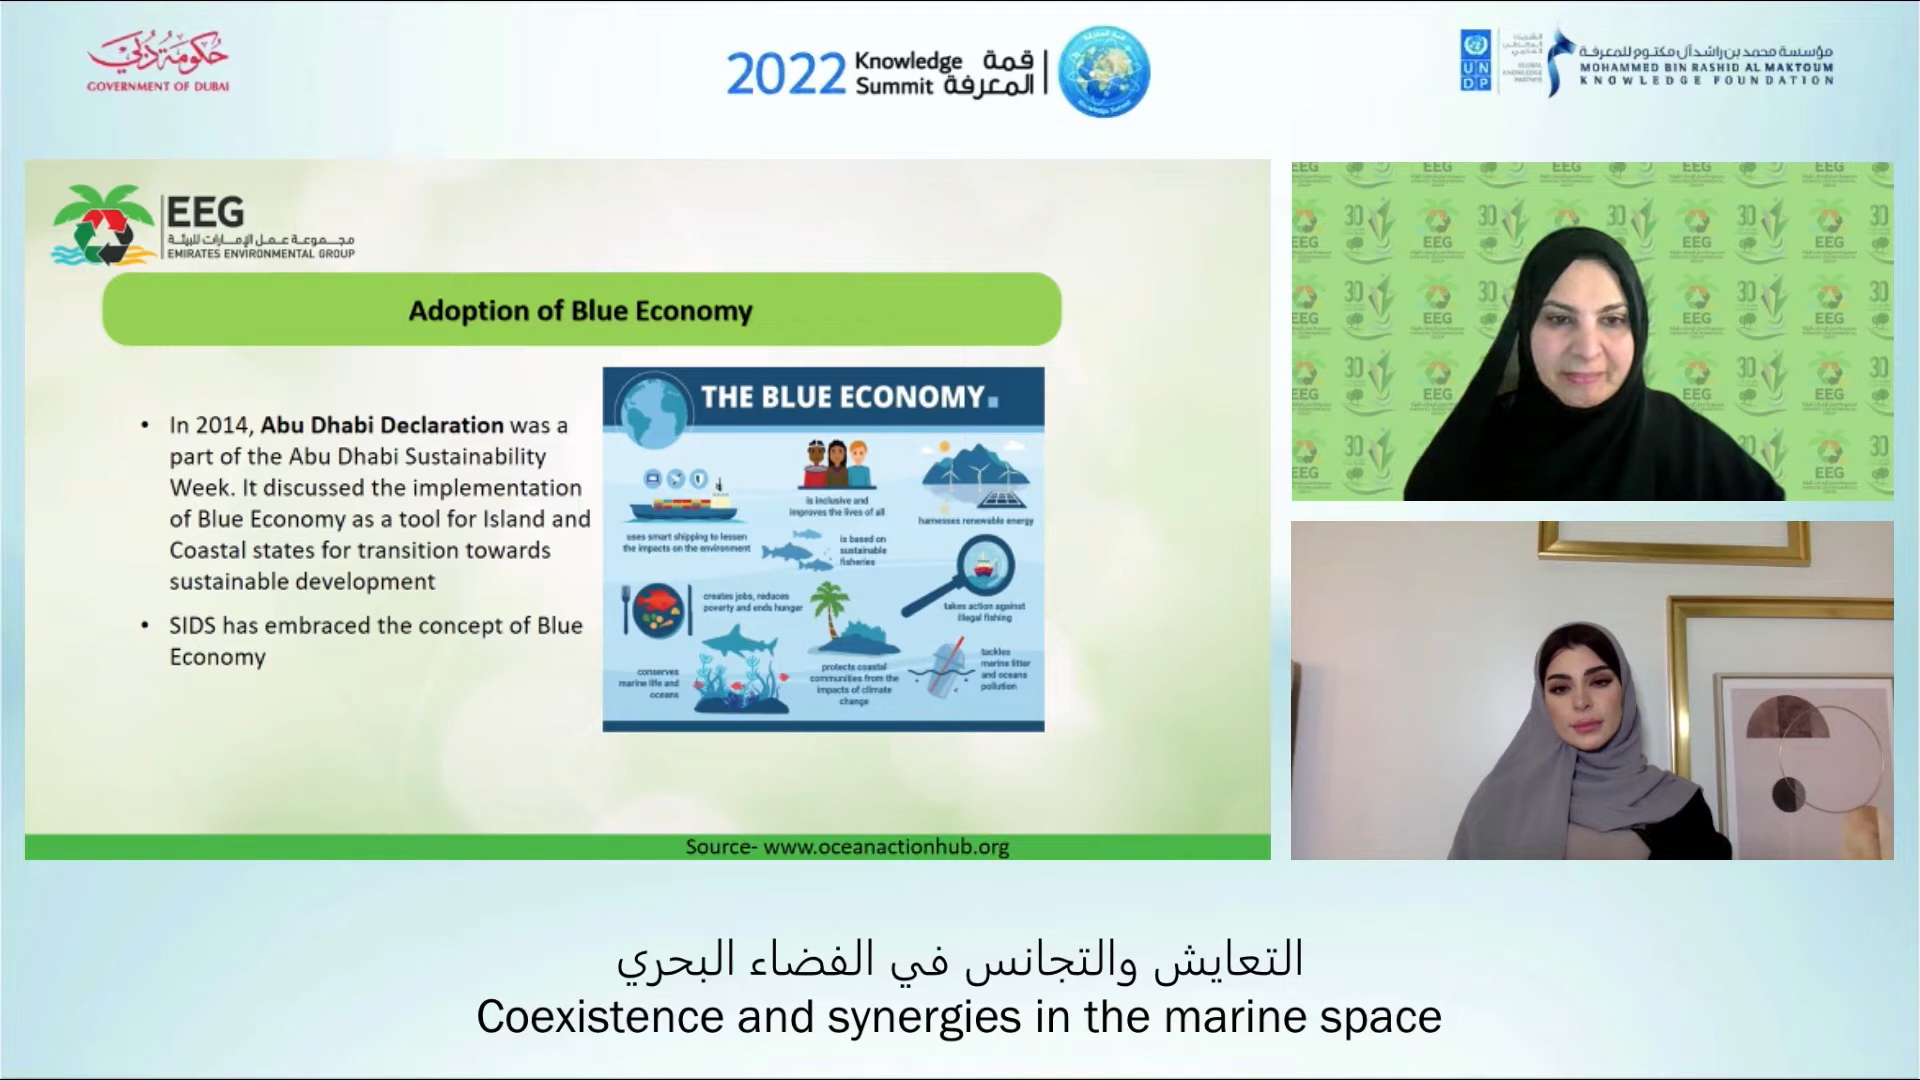 حكومة دبي
GOVERNMENT OF DUBAI
2022 Knowledge Summit قمة المعرفة
UN
DP
مؤسسة محمد بن راشد آل مكتوم للمعرفة
MOHAMMED BIN RASHID AL MAKTOUM
KNOWLEDGE FOUNDATION
EEG
مجموعة عمل الإمارات للبيئة
EMIRATES ENVIRONMENTAL GROUP
Adoption of Blue Economy
• In 2014, Abu Dhabi Declaration was a
part of the Abu Dhabi Sustainability
Week. It discussed the implementation
of Blue Economy as a tool for Island and
Coastal states for transition towards
sustainable development
• SIDS has embraced the concept of Blue
Economy
THE BLUE ECONOMY.
is inclusive and
improves the lives of all
harnesses renewable energy
uses smart shipping to lessen
the impacts on the environment
is based on
sustainable
fisheries
creates jobs, reduces
poverty and ends hunger
takes action against
illegal fishing
conserves
marine life and
oceans
protects coastal
communities from the
impacts of climate
change
tackles
marine litter
and oceans
pollution
Source- www.oceanactionhub.org
EEG
30
التعايش والتجانس في الفضاء البحري
Coexistence and synergies in the marine space